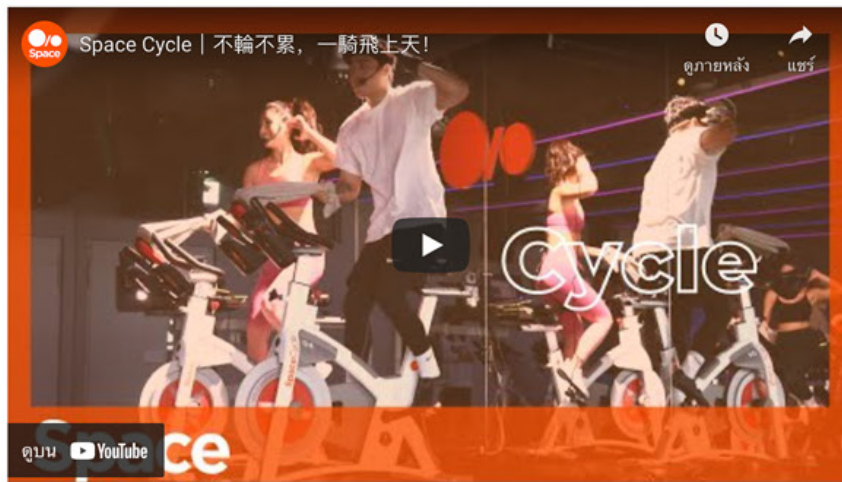 Space
Space Cycle｜不輪不累，一騎飛上天！
ดูภายหลัง
แชร์
Cycle
Space
ดูบน YouTube